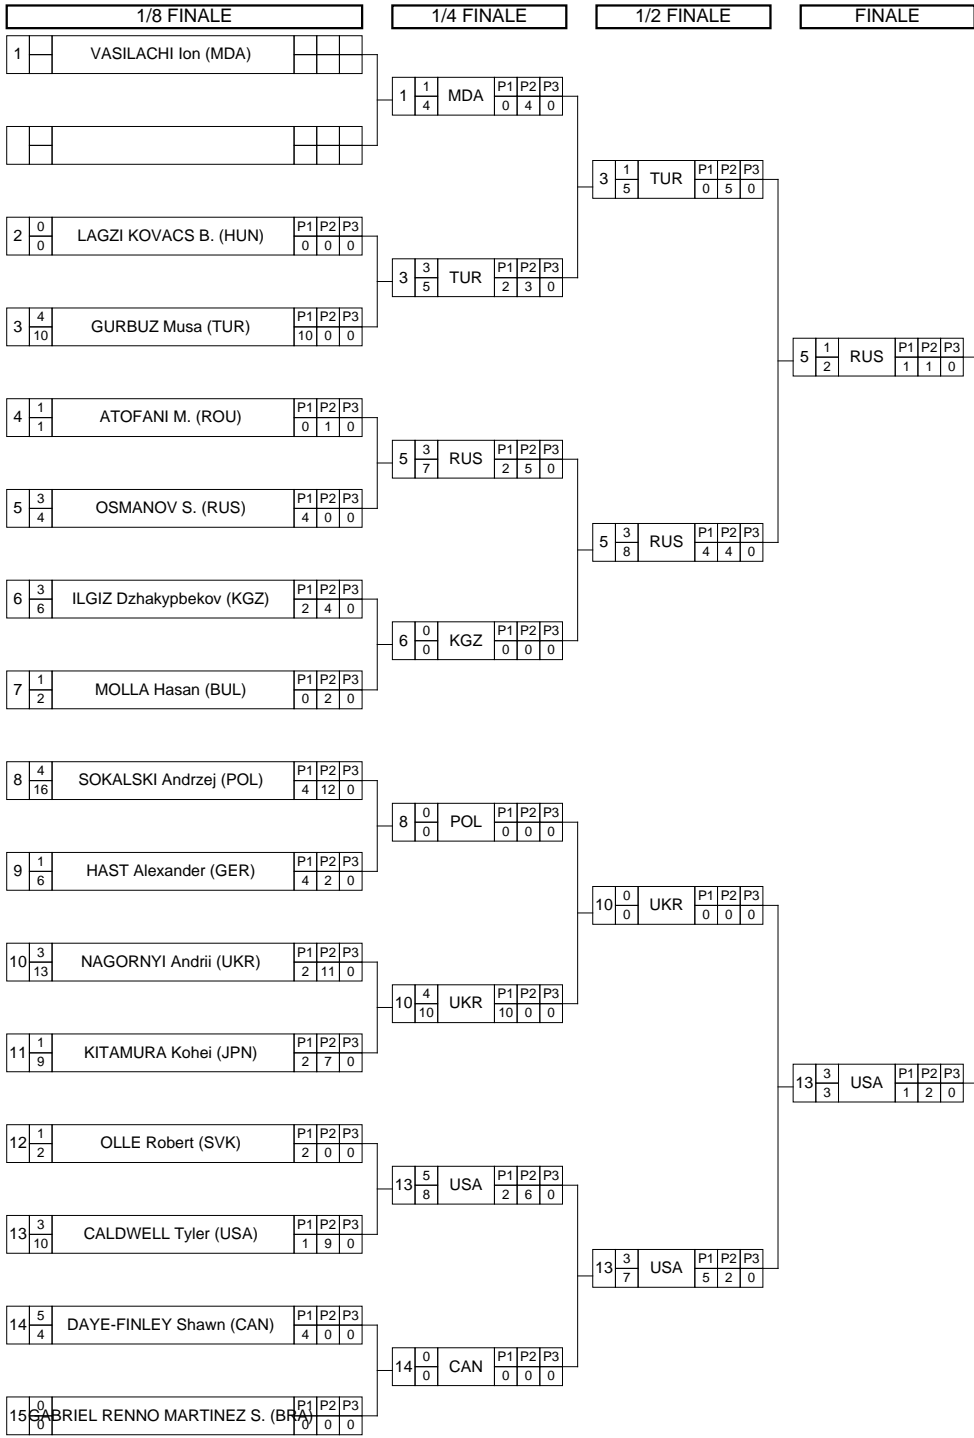 1/8 FINALE 1/4 FINALE 1/2 FINALE FINALE
1 VASILACHI Ion (MDA)
1 1 4 MDA P1 P2 P3 0 4 0
3 1 5 TUR P1 P2 P3 0 5 0
2 0 0 LAGZI KOVACS B. (HUN) P1 P2 P3 0 0 0
3 3 5 TUR P1 P2 P3 2 3 0
3 4 10 GURBUZ Musa (TUR) P1 P2 P3 10 0 0
5 1 2 RUS P1 P2 P3 1 1 0
4 1 1 ATOFANI M. (ROU) P1 P2 P3 0 1 0
5 3 7 RUS P1 P2 P3 2 5 0
5 3 4 OSMANOV S. (RUS) P1 P2 P3 4 0 0
5 3 8 RUS P1 P2 P3 4 4 0
6 3 6 ILGIZ Dzhakypbekov (KGZ) P1 P2 P3 2 4 0
6 0 0 KGZ P1 P2 P3 0 0 0
7 1 2 MOLLA Hasan (BUL) P1 P2 P3 0 2 0
8 4 16 SOKALSKI Andrzej (POL) P1 P2 P3 4 12 0
8 0 0 POL P1 P2 P3 0 0 0
9 1 6 HAST Alexander (GER) P1 P2 P3 4 2 0
10 0 0 UKR P1 P2 P3 0 0 0
10 3 13 NAGORNYI Andrii (UKR) P1 P2 P3 2 11 0
10 4 10 UKR P1 P2 P3 10 0 0
11 1 9 KITAMURA Kohei (JPN) P1 P2 P3 2 7 0
13 3 3 USA P1 P2 P3 1 2 0
12 1 2 OLLE Robert (SVK) P1 P2 P3 2 0 0
13 5 8 USA P1 P2 P3 2 6 0
13 3 10 CALDWELL Tyler (USA) P1 P2 P3 1 9 0
13 3 7 USA P1 P2 P3 5 2 0
14 5 4 DAYE-FINLEY Shawn (CAN) P1 P2 P3 4 0 0
14 0 0 CAN P1 P2 P3 0 0 0
15 0 0 GABRIEL RENNO MARTINEZ S. (BRA) P1 P2 P3 0 0 0